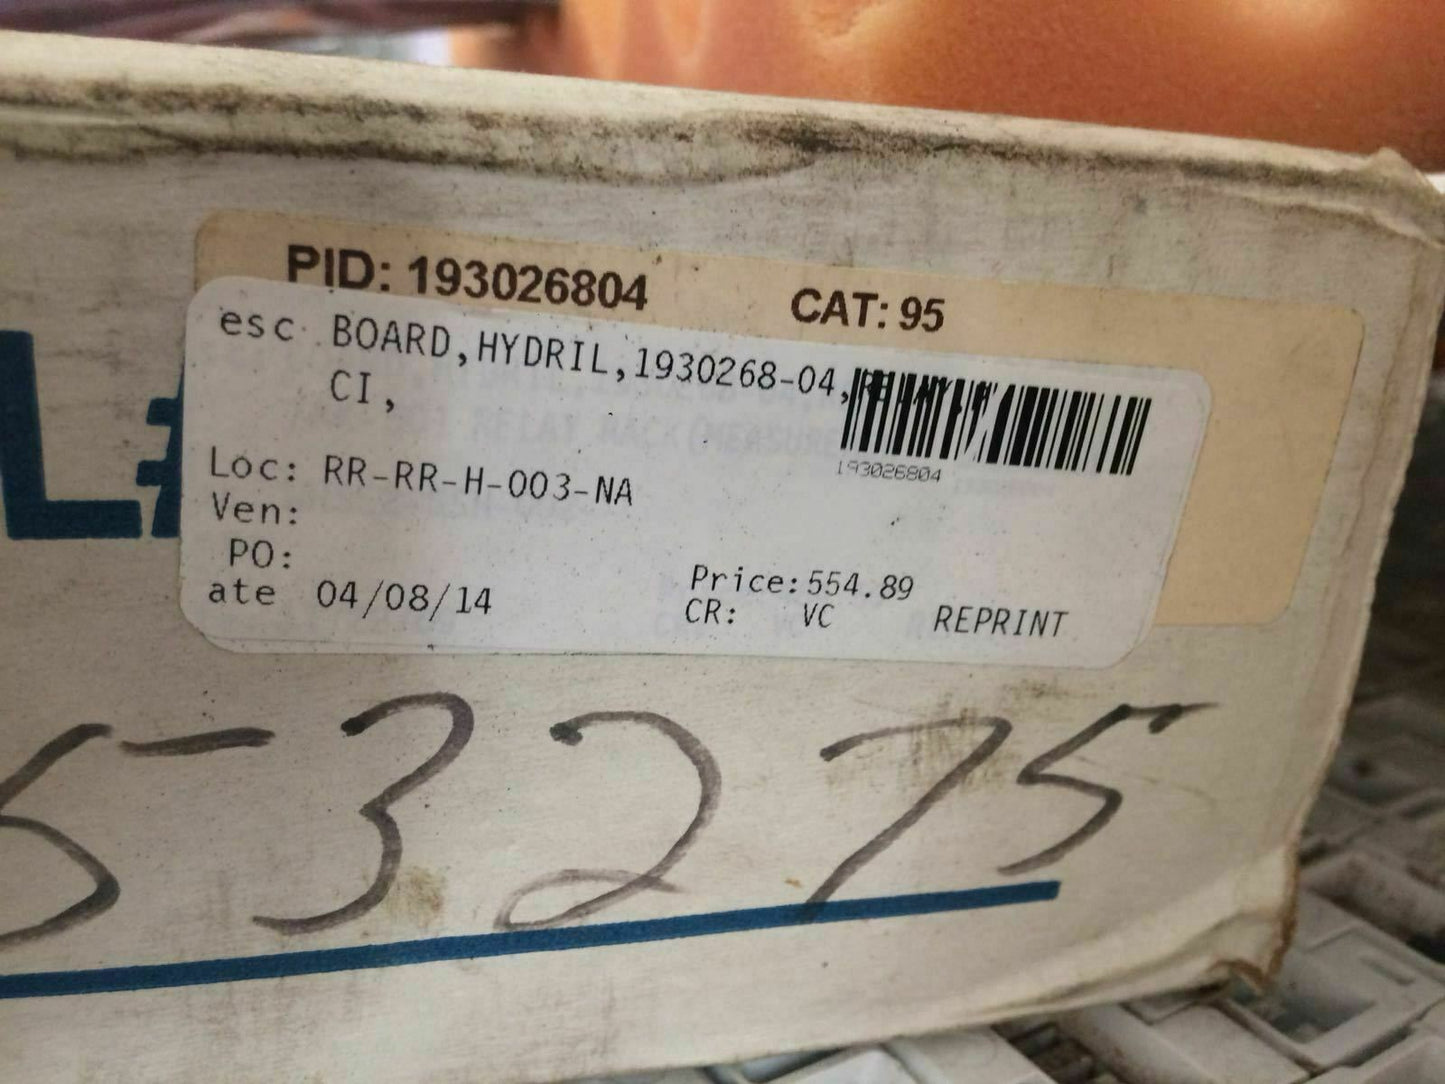 PID: 193026804 CAT: 95
esc BOARD,HYDRIL,1930268-04,
CI,
193026804
Loc: RR-RR-H-003-NA
Ven:
PO:
Price:554.89
ate 04/08/14
CR: VC REPRINT
53275